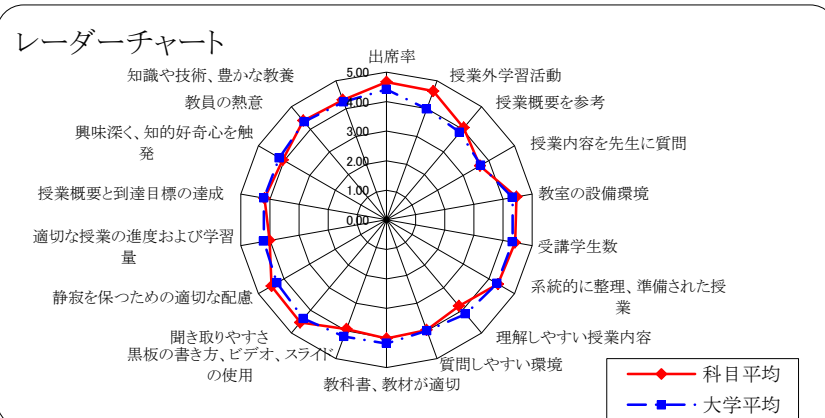 レーダーチャート
出席率
授業外学習活動
授業概要を参考
授業内容を先生に質問
教室の設備環境
受講学生数
系統的に整理、準備された授
業
理解しやすい授業内容
質問しやすい環境
教科書、教材が適切
黒板の書き方、ビデオ、スライド
の使用
聞き取りやすさ
静寂を保つための適切な配慮
適切な授業の進度および学習
量
授業概要と到達目標の達成
興味深く、知的好奇心を触
発
教員の熱意
知識や技術、豊かな教養
5.00
4.00
3.00
2.00
1.00
0.00
科目平均
大学平均